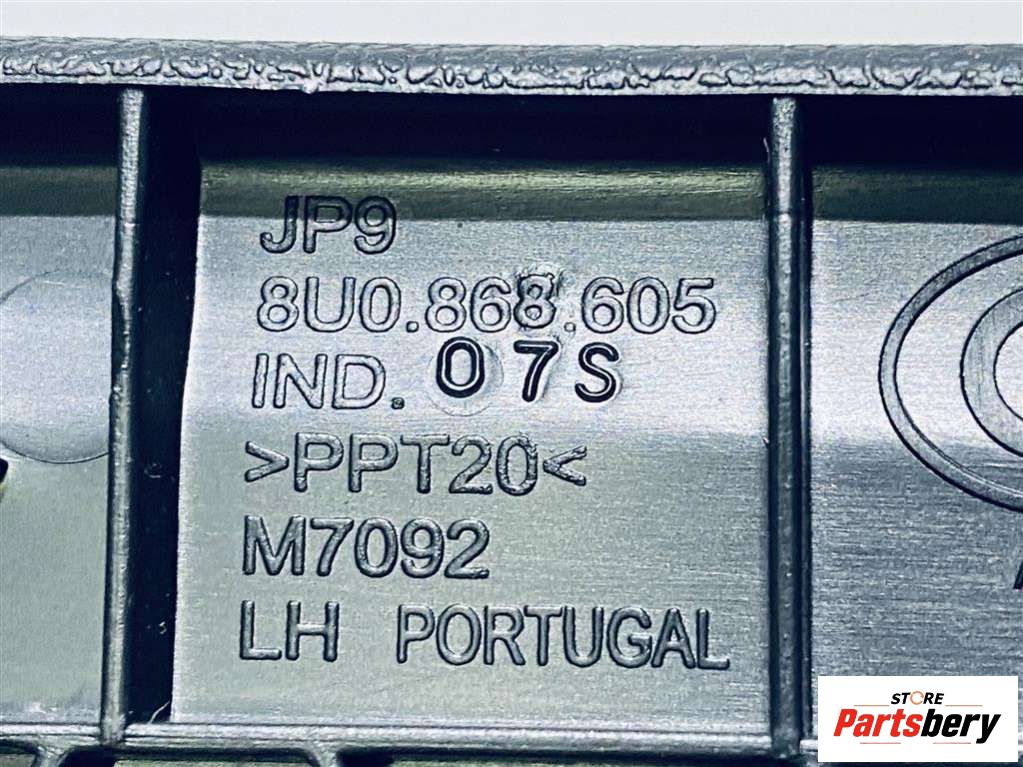 JP9
8U0.868.605
IND. 07S
>PPT20<
M7092
LH PORTUGAL
STORE
Partsbery